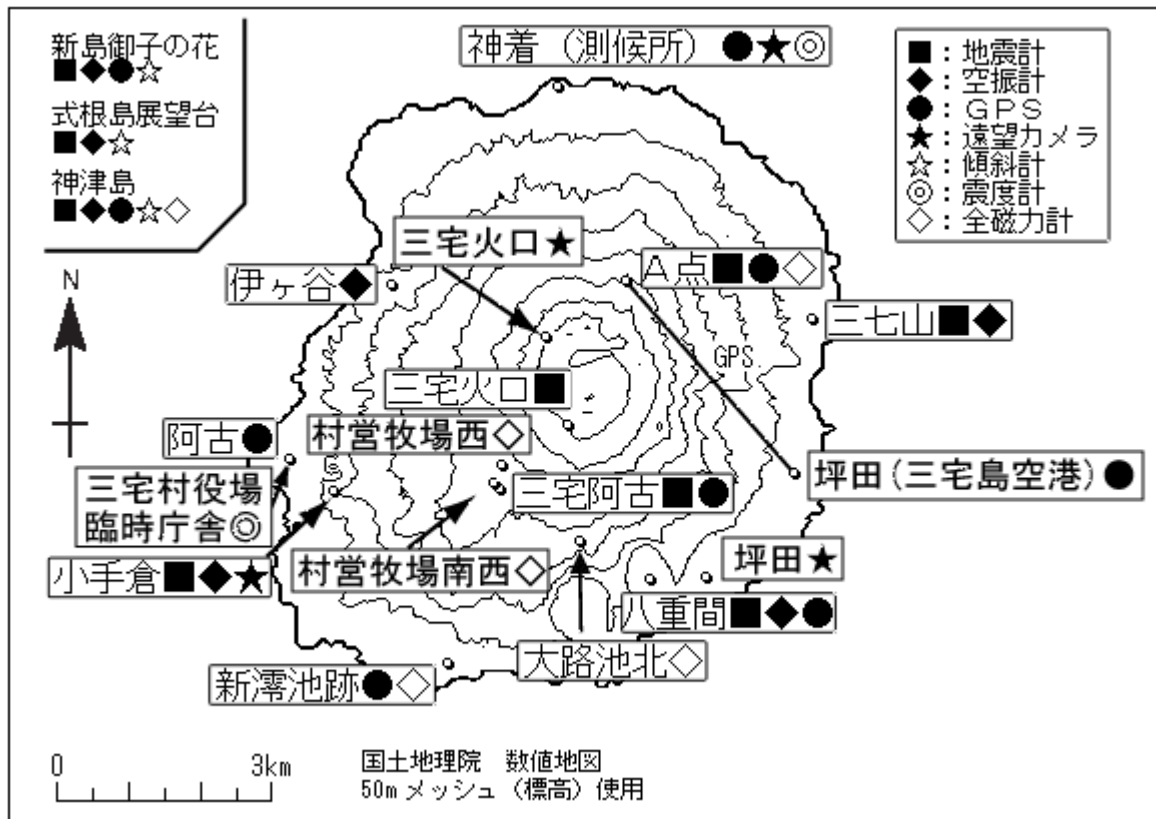 新島御子の花
■◆●☆
式根島展望台
■◆☆
神津島
■◆●☆◇
神着（測候所）●★◎
■：地震計
◆：空振計
●：ＧＰＳ
★：遠望カメラ
☆：傾斜計
◎：震度計
◇：全磁力計
N
三宅火口★
A点■●◇
伊ヶ谷◆
三七山■◆
GPS
三宅火口■
阿古●
村営牧場西◇
三宅村役場
臨時庁舎◎
三宅阿古■●
坪田(三宅島空港)●
小手倉■◆★
村営牧場南西◇
坪田★
八重間■◆●
新澪池跡●◇
大路池北◇
0 3km
国土地理院 数値地図
50mメッシュ（標高）使用